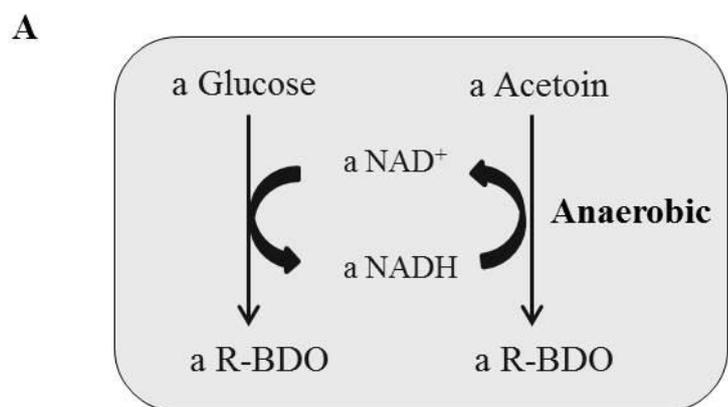 A
a Glucose
a Acetoin
a NAD⁺
Anaerobic
a NADH
a R-BDO
a R-BDO